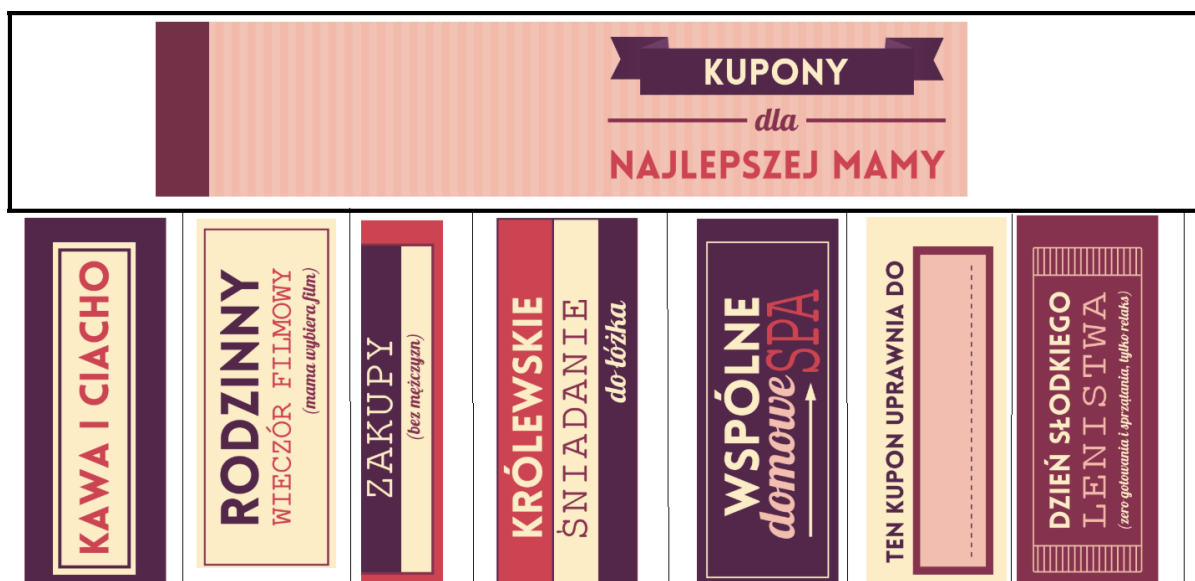 KUPONY
dla
NAJLEPSZEJ MAMY
KAWA I CIACHO
RODZINNY
WIECZÓR FILMOWY
(mama wybiera film)
ZAKUPY
(bez mężczyzn)
KRÓLEWSKIE
ŚNIADANIE
do łóżka
WSPÓLNE
domowe SPA
TEN KUPON UPRAWNIA DO
DZIEŃ SŁODKIEGO
LENISTWA
(zero gotowania i sprzątania, tylko relaks)